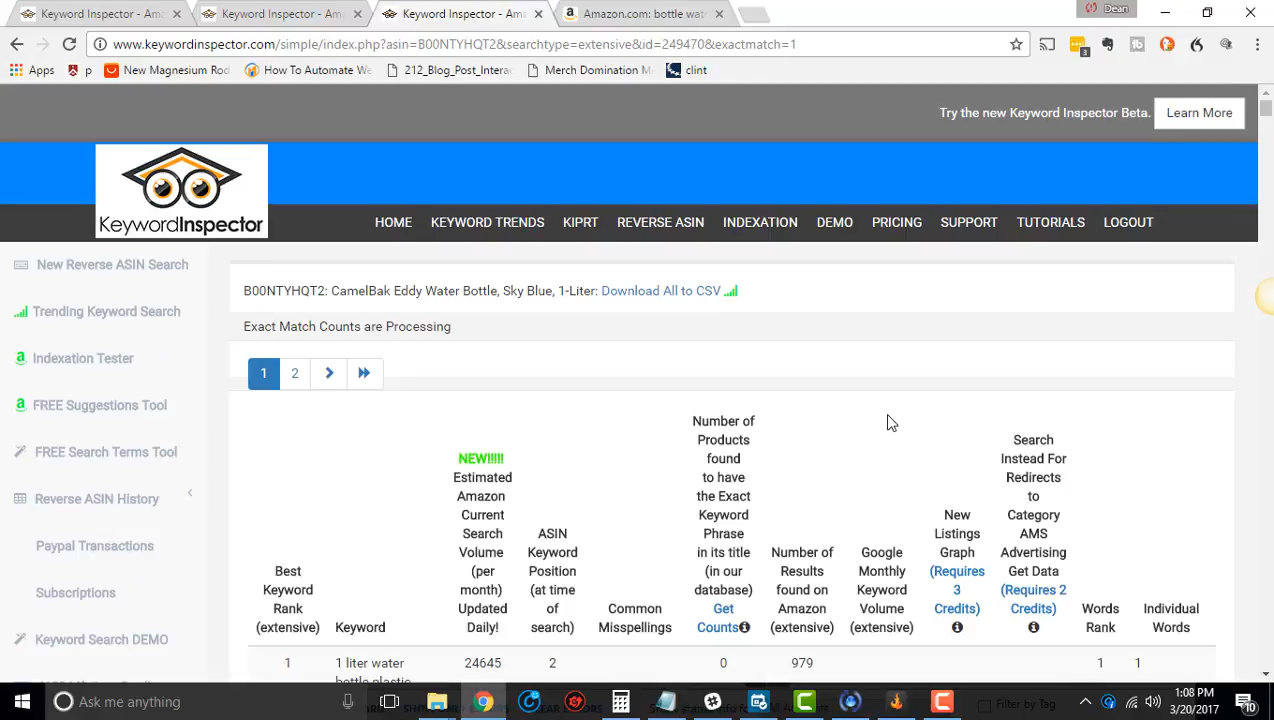 Keyword Inspector - Ama
Keyword Inspector - Ama
Keyword Inspector - Ama
Amazon.com: bottle wat
Dean
www.keywordinspector.com/simple/index.php?asin=B00NTYHQT2&searchtype=extensive&id=249470&exactmatch=1
3
Apps
p
New Magnesium Rod
How To Automate We
212_Blog_Post_Interac
Merch Domination M
clint
Try the new Keyword Inspector Beta.
Learn More
KeywordInspector
HOME
KEYWORD TRENDS
KIPRT
REVERSE ASIN
INDEXATION
DEMO
PRICING
SUPPORT
TUTORIALS
LOGOUT
New Reverse ASIN Search
Trending Keyword Search
Indexation Tester
FREE Suggestions Tool
FREE Search Terms Tool
Reverse ASIN History
Paypal Transactions
Subscriptions
Keyword Search DEMO
B00NTYHQT2: CamelBak Eddy Water Bottle, Sky Blue, 1-Liter: Download All to CSV
Exact Match Counts are Processing
1
2
Best
Keyword
Rank
(extensive)
Keyword
NEW!!!!!
Estimated
Amazon
Current
Search
Volume
(per
month)
Updated
Daily!
ASIN
Keyword
Position
(at time
of
search)
Common
Misspellings
Number of
Products
found
to have
the Exact
Keyword
Phrase
in its title
(in our
database)
Get
Counts
Number of
Results
found on
Amazon
(extensive)
Google
Monthly
Keyword
Volume
(extensive)
New
Listings
Graph
(Requires
3
Credits)
Search
Instead For
Redirects
to
Category
AMS
Advertising
Get Data
(Requires 2
Credits)
Words
Rank
Individual
Words
1
1 liter water
bottle plastic
24645
2
0
979
1
1
Filter by Tag
Ask me anything
1:08 PM
3/20/2017
10